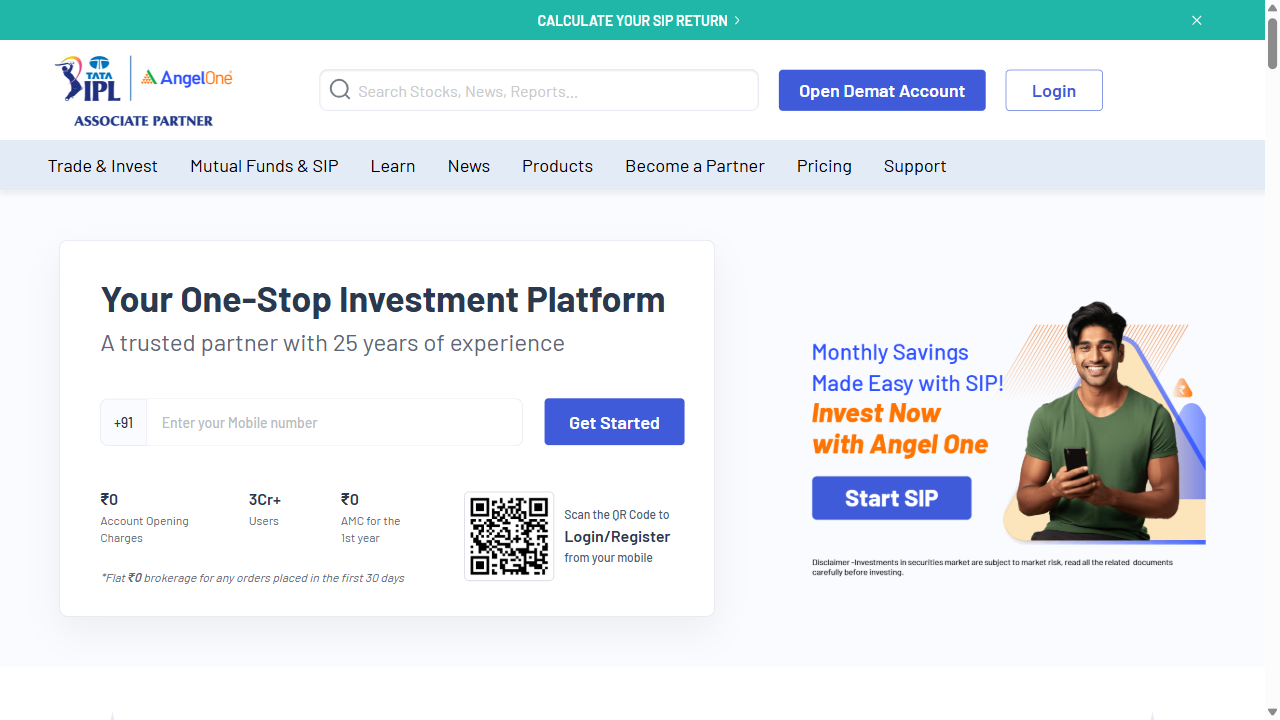 CALCULATE YOUR SIP RETURN
TATA
IPL
AngelOne
ASSOCIATE PARTNER
Search Stocks, News, Reports...
Open Demat Account
Login
Trade & Invest
Mutual Funds & SIP
Learn
News
Products
Become a Partner
Pricing
Support
Your One-Stop Investment Platform
A trusted partner with 25 years of experience
+91
Enter your Mobile number
Get Started
₹0
Account Opening
Charges
3Cr+
Users
₹0
AMC for the
1st year
Scan the QR Code to
Login/Register
from your mobile
*Flat ₹0 brokerage for any orders placed in the first 30 days
Monthly Savings
Made Easy with SIP!
Invest Now
with Angel One
Start SIP
Disclaimer -Investments in securities market are subject to market risk, read all the related documents
carefully before investing.